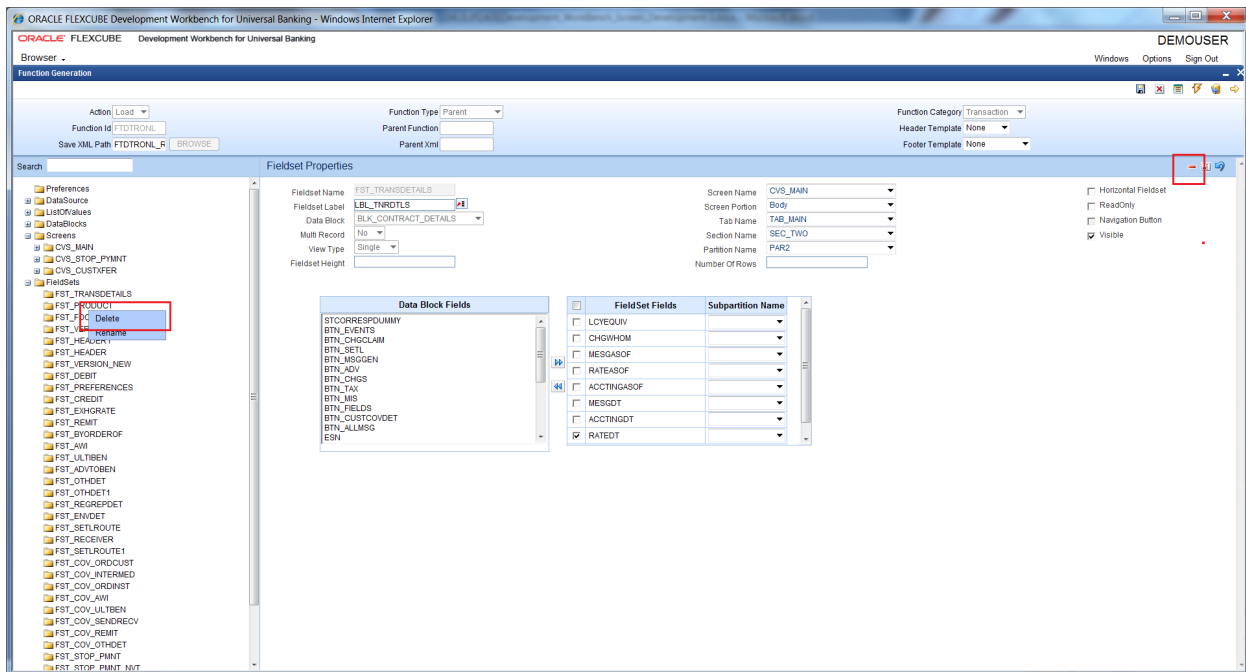 ORACLE FLEXCUBE Development Workbench for Universal Banking - Windows Internet Explorer
ORACLE FLEXCUBE Development Workbench for Universal Banking
DEMOUSER
Browser
Windows Options Sign Out
Function Generation
Action Load
Function Type Parent
Function Category Transaction
Function Id FTDTRONL
Parent Function
Header Template None
Save XML Path FTDTRONL_R BROWSE
Parent Xml
Footer Template None
Search
Fieldset Properties
Preferences
DataSource
ListOfValues
DataBlocks
Screens
CVS_MAIN
CVS_STOP_PYMNT
CVS_CUSTXFER
FieldSets
FST_TRANSDETAILS
FST_PRODUCT
Delete
Rename
FST_HEADER1
FST_HEADER
FST_VERSION_NEW
FST_DEBIT
FST_PREFERENCES
FST_CREDIT
FST_EXHGRATE
FST_REMIT
FST_BYORDEROF
FST_AWI
FST_ULTIBEN
FST_ADVTOBEN
FST_OTHDET
FST_OTHDET1
FST_REGREPDET
FST_ENVDET
FST_SETLROUTE
FST_RECEIVER
FST_SETLROUTE1
FST_COV_ORDCUST
FST_COV_INTERMED
FST_COV_ORDINST
FST_COV_AWI
FST_COV_ULTBEN
FST_COV_SENDRECV
FST_COV_REMIT
FST_COV_OTHDET
FST_STOP_PMNT
FST_STOP_PMNT_NVT
Fieldset Name FST_TRANSDETAILS
Fieldset Label LBL_TNRDTLS
Data Block BLK_CONTRACT_DETAILS
Multi Record No
View Type Single
Fieldset Height
Screen Name CVS_MAIN
Screen Portion Body
Tab Name TAB_MAIN
Section Name SEC_TWO
Partition Name PAR2
Number Of Rows
Horizontal Fieldset
ReadOnly
Navigation Button
Visible
Data Block Fields
STCORRESPDUMMY
BTN_EVENTS
BTN_CHGCLAIM
BTN_SETL
BTN_MSGGEN
BTN_ADV
BTN_CHGS
BTN_TAX
BTN_MIS
BTN_FIELDS
BTN_CUSTCOVDET
BTN_ALLMSG
ESN
FieldSet Fields Subpartition Name
LCYEQUIV
CHGWHOM
MESGASOF
RATEASOF
ACCTINGASOF
MESGDT
ACCTINGDT
RATEDT